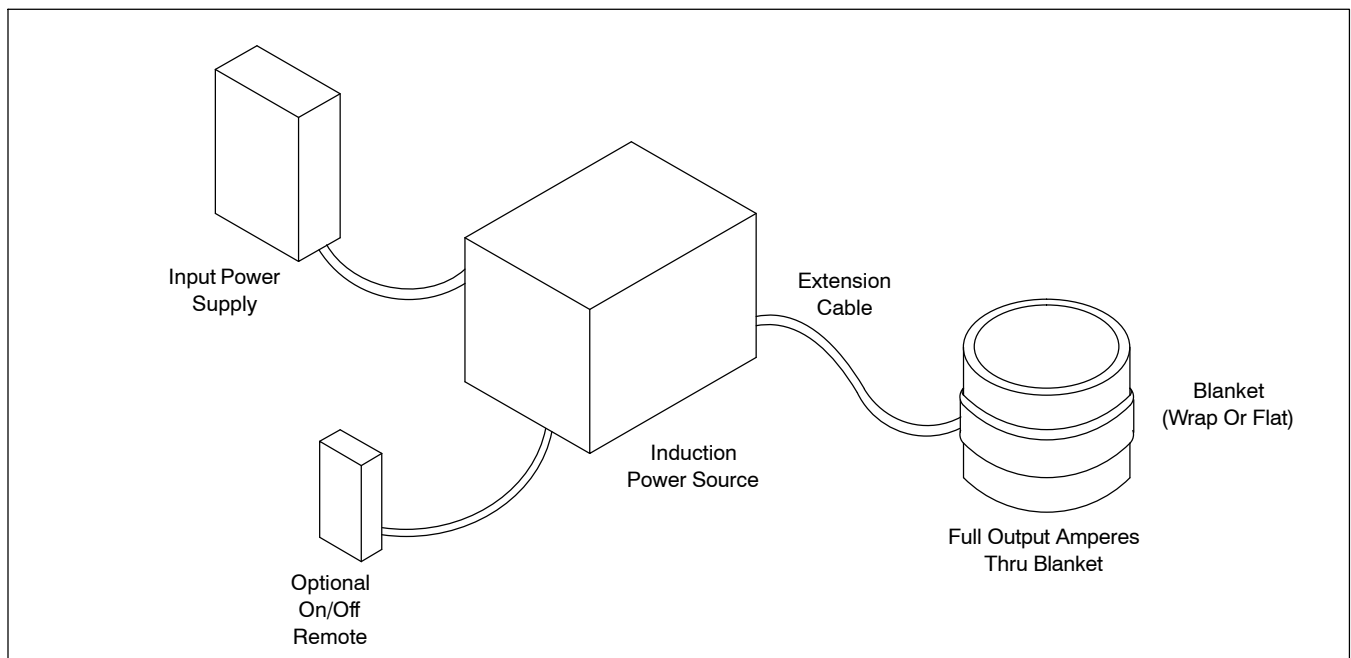 Input Power
Supply
Extension
Cable
Blanket
(Wrap Or Flat)
Induction
Power Source
Full Output Amperes
Thru Blanket
Optional
On/Off
Remote